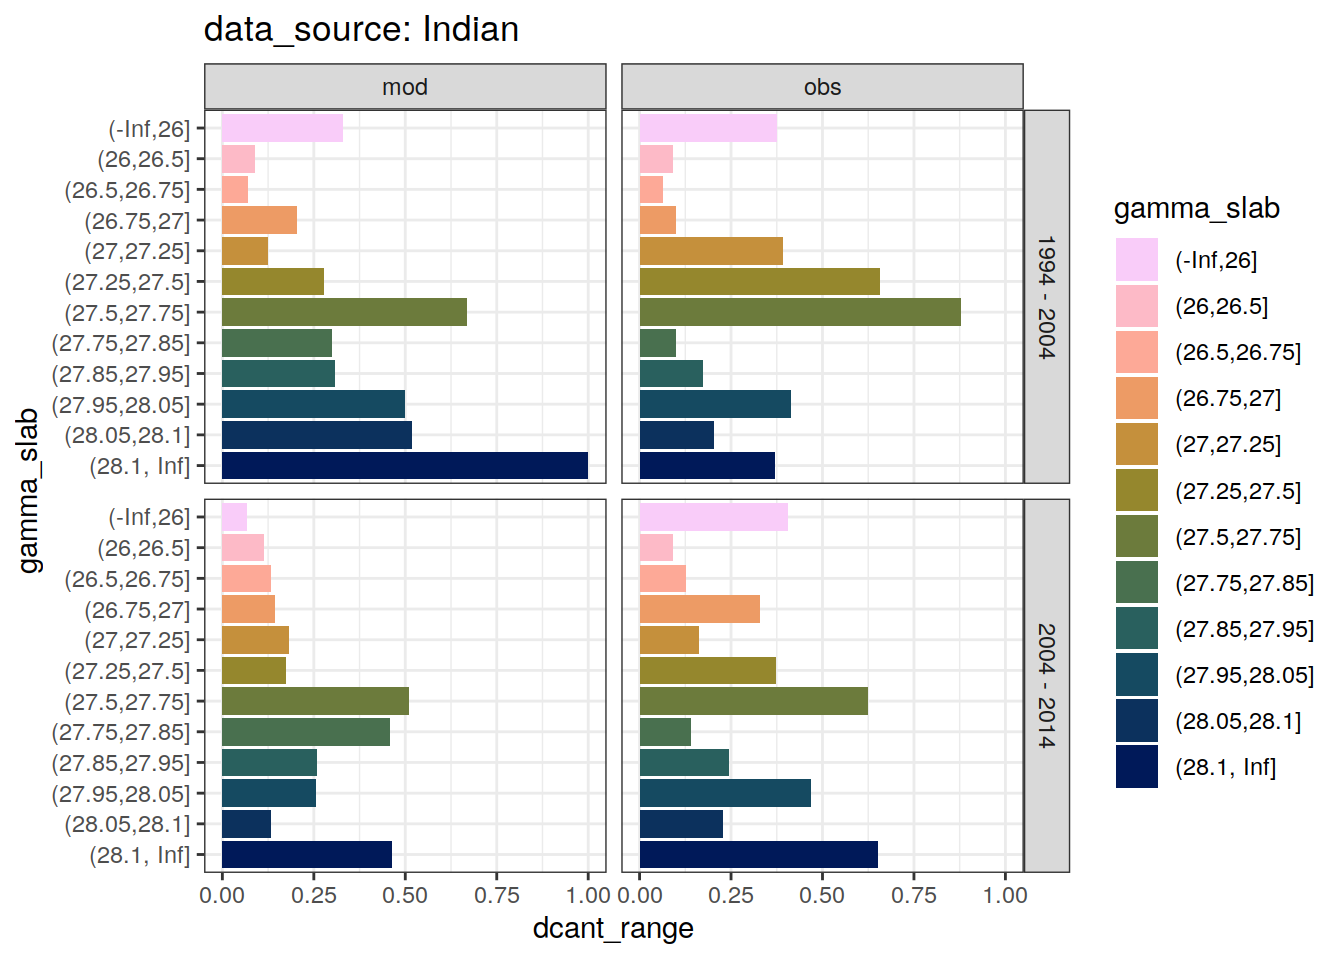 data_source: Indian
mod
obs
(-Inf,26]
(26,26.5]
(26.5,26.75]
(26.75,27]
(27,27.25]
(27.25,27.5]
(27.5,27.75]
(27.75,27.85]
(27.85,27.95]
(27.95,28.05]
(28.05,28.1]
(28.1, Inf]
1994 - 2004
(-Inf,26]
(26,26.5]
(26.5,26.75]
(26.75,27]
(27,27.25]
(27.25,27.5]
(27.5,27.75]
(27.75,27.85]
(27.85,27.95]
(27.95,28.05]
(28.05,28.1]
(28.1, Inf]
2004 - 2014
gamma_slab
0.00 0.25 0.50 0.75 1.00 0.00 0.25 0.50 0.75 1.00
dcant_range
gamma_slab
(-Inf,26]
(26,26.5]
(26.5,26.75]
(26.75,27]
(27,27.25]
(27.25,27.5]
(27.5,27.75]
(27.75,27.85]
(27.85,27.95]
(27.95,28.05]
(28.05,28.1]
(28.1, Inf]